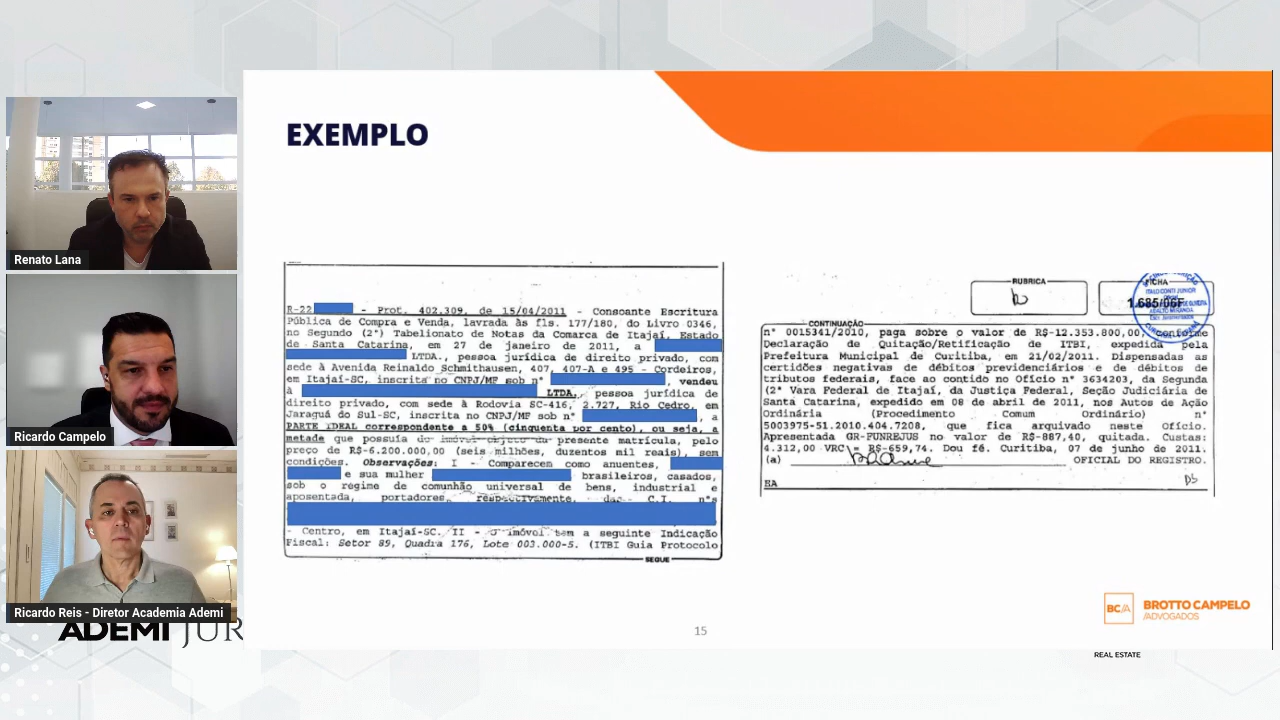 EXEMPLO
Renato Lana
Ricardo Campelo
Ricardo Reis - Diretor Academia Ademi
ADEMI JUR
R-22 - Prot. 402.309, de 15/04/2011 - Consoante Escritura
Pública de Compra e Venda, lavrada às fls. 177/180, do Livro 0346,
no Segundo (2º) Tabelionato de Notas da Comarca de Itajaí, Estado
de Santa Catarina, em 27 de janeiro de 2011, a
LTDA., pessoa jurídica de direito privado, com
sede à Avenida Reinaldo Schmithausen, 407, 407-A e 495 - Cordeiros,
em Itajaí-SC, inscrita no CNPJ/MF sob nº , vendeu
à LTDA., pessoa jurídica de
direito privado, com sede à Rodovia SC-416, 2.727, Rio Cedro, em
Jaraguá do Sul-SC, inscrita no CNPJ/MF sob nº , a
PARTE IDEAL correspondente a 50% (cinquenta por cento), ou seja, a
metade que possuía do imóvel objeto da presente matrícula, pelo
preço de R$-6.200.000,00 (seis milhões, duzentos mil reais), sem
condições. Observações: I - Comparecem como anuentes,
e sua mulher brasileiros, casados,
sob o regime de comunhão universal de bens, industrial e
aposentada, portadores, respectivamente, das C.I. nºs
- Centro, em Itajaí-SC. II - O imóvel tem a seguinte Indicação
Fiscal: Setor 89, Quadra 176, Lote 003.000-5. (ITBI Guia Protocolo
SEGUE
RUBRICA
FICHA
1.685/06F
CONTINUAÇÃO
nº 0015341/2010, paga sobre o valor de R$-12.353.800,00, conforme
Declaração de Quitação/Retificação de ITBI, expedida pela
Prefeitura Municipal de Curitiba, em 21/02/2011. Dispensadas as
certidões negativas de débitos previdenciários e de débitos de
tributos federais, face ao contido no Ofício nº 3634203, da Segunda
(2ª Vara Federal de Itajaí, da Justiça Federal, Seção Judiciária de
Santa Catarina, expedido em 08 de abril de 2011, nos Autos de Ação
Ordinária (Procedimento Comum Ordinário) nº
5003975-51.2010.404.7208, que fica arquivado neste Ofício.
Apresentada GR-FUNREJUS no valor de R$-887,40, quitada. Custas:
4.312,00 VRC = R$-659,74. Dou fé. Curitiba, 07 de junho de 2011.
(a) OFICIAL DO REGISTRO.
BC/A BROTTO CAMPELO
/ADVOGADOS
15
REAL ESTATE